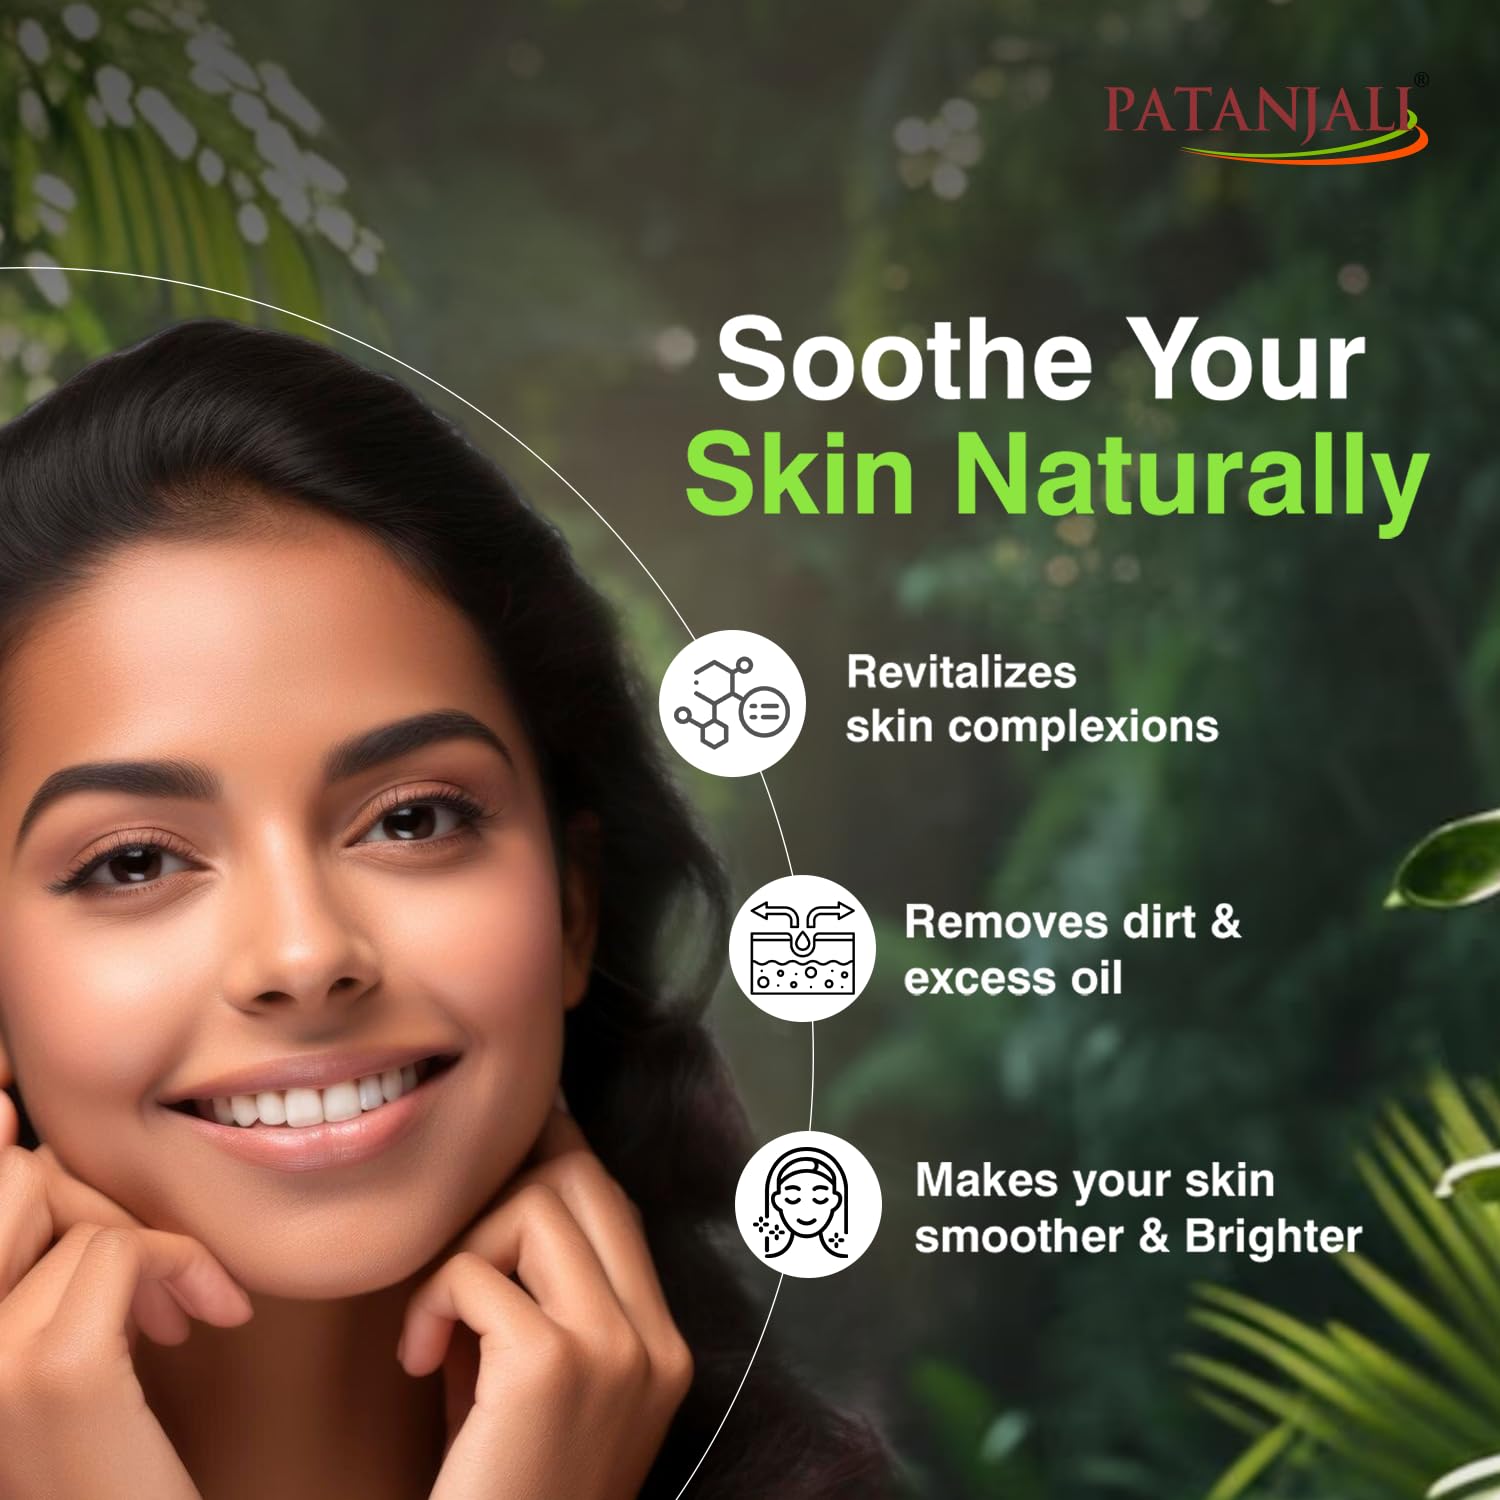 PATANJALI®
Soothe Your
Skin Naturally
Revitalizes
skin complexions
Removes dirt &
excess oil
Makes your skin
smoother & Brighter